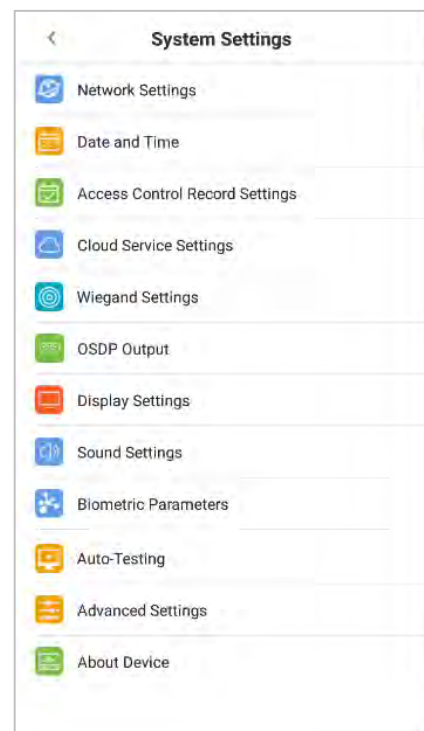 System Settings
Network Settings
Date and Time
Access Control Record Settings
Cloud Service Settings
Wiegand Settings
OSDP Output
Display Settings
Sound Settings
Biometric Parameters
Auto-Testing
Advanced Settings
About Device